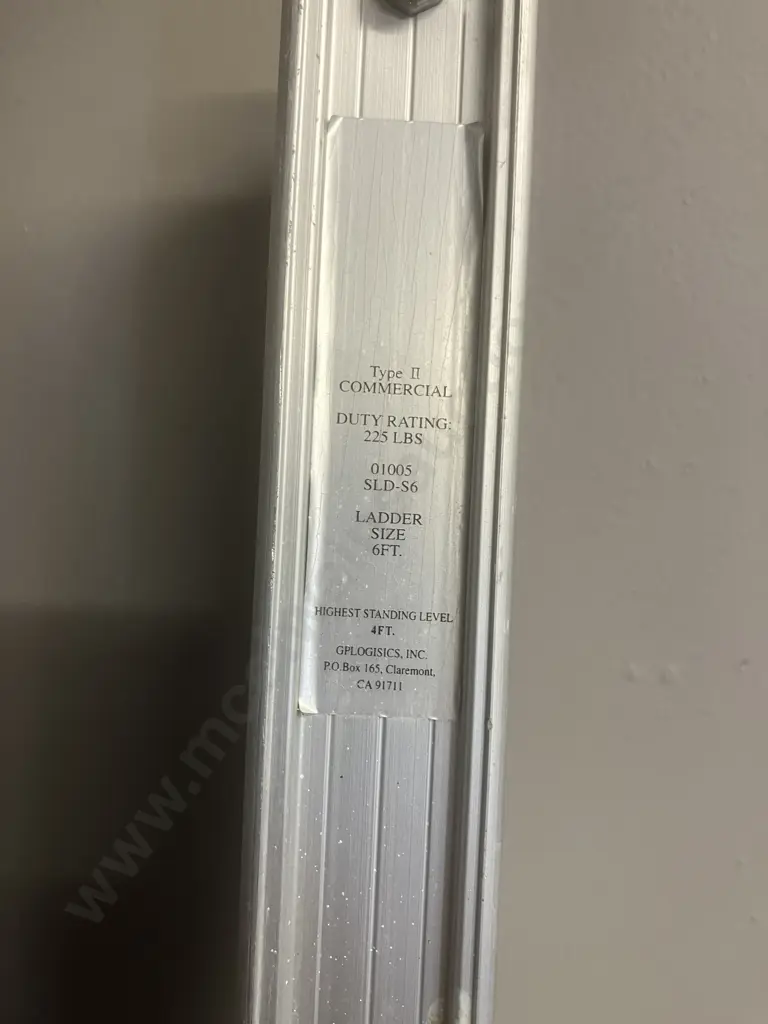 Type II
COMMERCIAL
DUTY RATING:
225 LBS
01005
SLD-S6
LADDER
SIZE
6FT.
HIGHEST STANDING LEVEL
4FT.
GPLOGISICS, INC.
P.O.Box 165, Claremont,
CA 91711